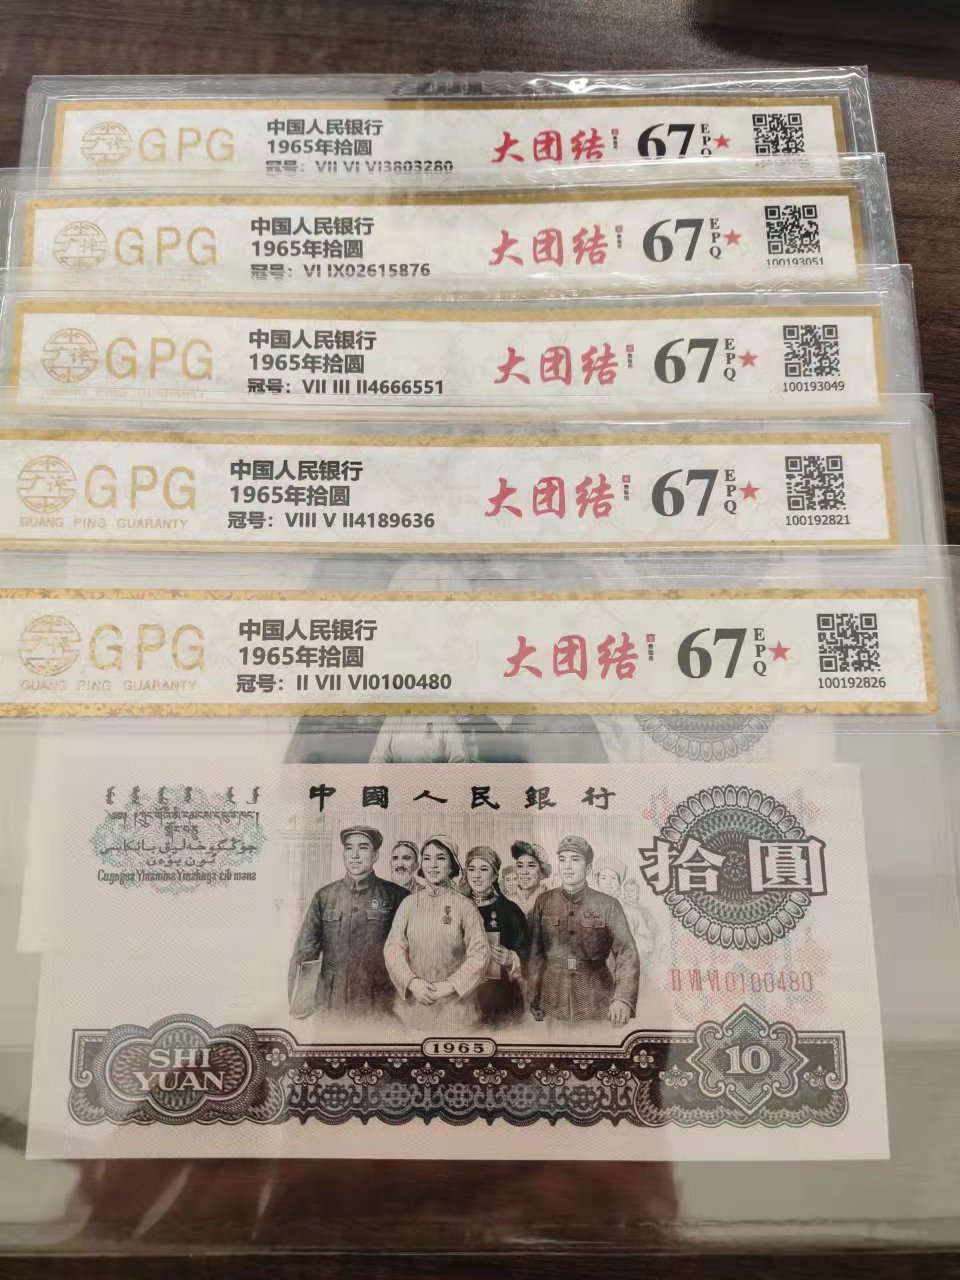 GPG
中国人民银行
1965年拾圆
冠号: VII VI VI3803280
大团结
67
EPQ
GPG
中国人民银行
1965年拾圆
冠号: VI IX02615876
大团结
67
EPQ
100193051
GPG
中国人民银行
1965年拾圆
冠号: VII III II4666551
大团结
67
EPQ
100193049
GPG
GUANG PING GUARANTY
中国人民银行
1965年拾圆
冠号: VIII V II4189636
大团结
67
EPQ
100192821
GPG
GUANG PING GUARANTY
中国人民银行
1965年拾圆
冠号: II VII VI0100480
大团结
67
EPQ
100192826
中國人民銀行
拾圓
II VII VI 0100480
1965
SHI
YUAN
10